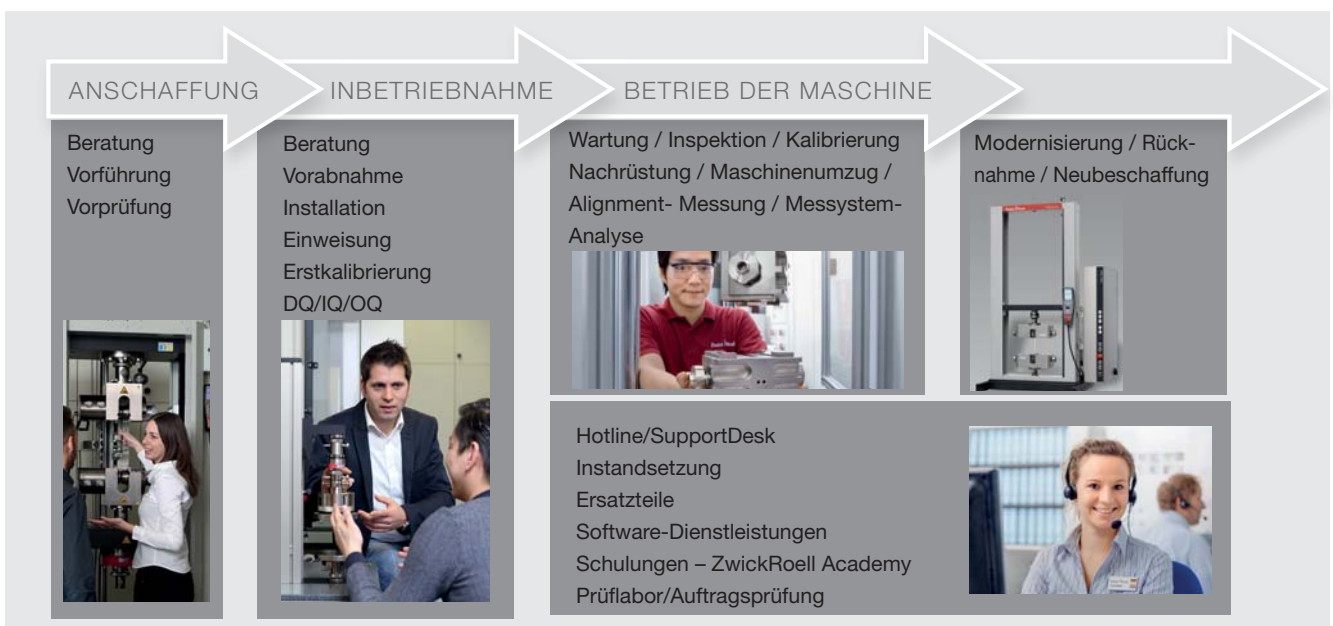 ANSCHAFFUNG
INBETRIEBNAHME
BETRIEB DER MASCHINE
Beratung
Vorführung
Vorprüfung
Beratung
Vorabnahme
Installation
Einweisung
Erstkalibrierung
DQ/IQ/OQ
Wartung / Inspektion / Kalibrierung
Nachrüstung / Maschinenumzug /
Alignment- Messung / Messystem-
Analyse
Modernisierung / Rück-
nahme / Neubeschaffung
Hotline/SupportDesk
Instandsetzung
Ersatzteile
Software-Dienstleistungen
Schulungen – ZwickRoell Academy
Prüflabor/Auftragsprüfung